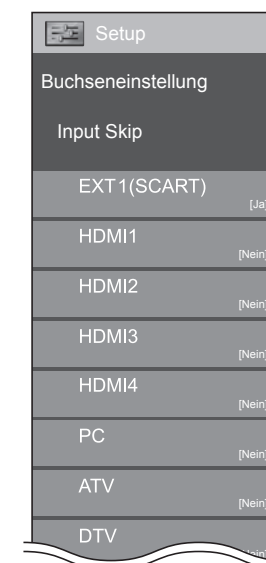 Setup
Buchseneinstellung
Input Skip
EXT1(SCART)
[Ja]
HDMI1
[Nein]
HDMI2
[Nein]
HDMI3
[Nein]
HDMI4
[Nein]
PC
[Nein]
ATV
[Nein]
DTV